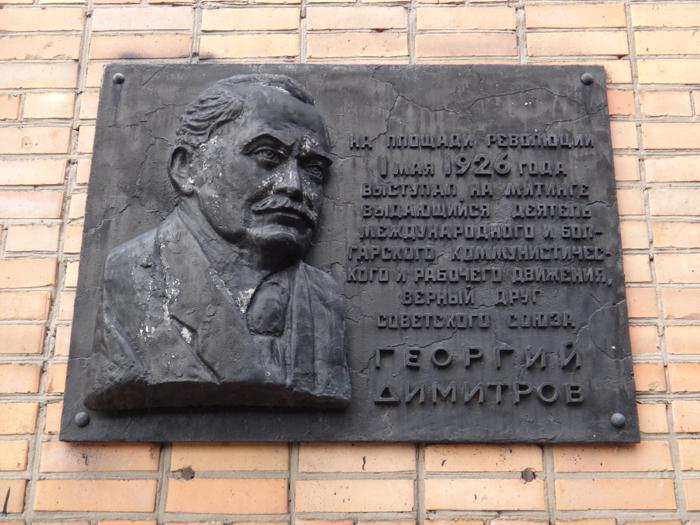 НА ПЛОЩАДИ РЕВОЛЮЦИИ
1 МАЯ 1926 ГОДА
ВЫСТУПАЛ НА МИТИНГЕ
ВЫДАЮЩИЙСЯ ДЕЯТЕЛЬ
МЕЖДУНАРОДНОГО И БОЛ-
ГАРСКОГО КОММУНИСТИЧЕС-
КОГО И РАБОЧЕГО ДВИЖЕНИЯ,
ВЕРНЫЙ ДРУГ
СОВЕТСКОГО СОЮЗА
ГЕОРГИЙ
ДИМИТРОВ